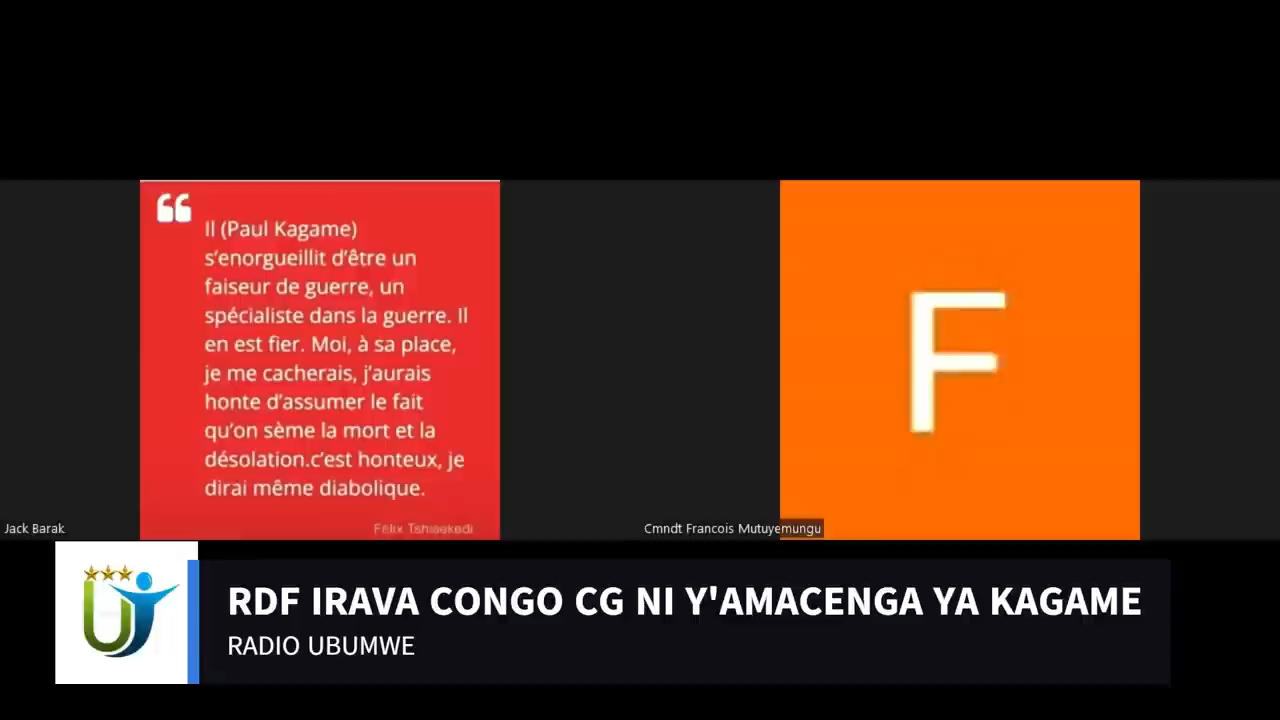 Il (Paul Kagame)
s'enorgueillit d'être un
faiseur de guerre, un
spécialiste dans la guerre. Il
en est fier. Moi, à sa place,
je me cacherais, j'aurais
honte d'assumer le fait
qu'on sème la mort et la
désolation.c'est honteux, je
dirai même diabolique.
Félix Tshisekedi
Jack Barak
F
Cmndt Francois Mutuyemungu
RDF IRAVA CONGO CG NI Y'AMACENGA YA KAGAME
RADIO UBUMWE